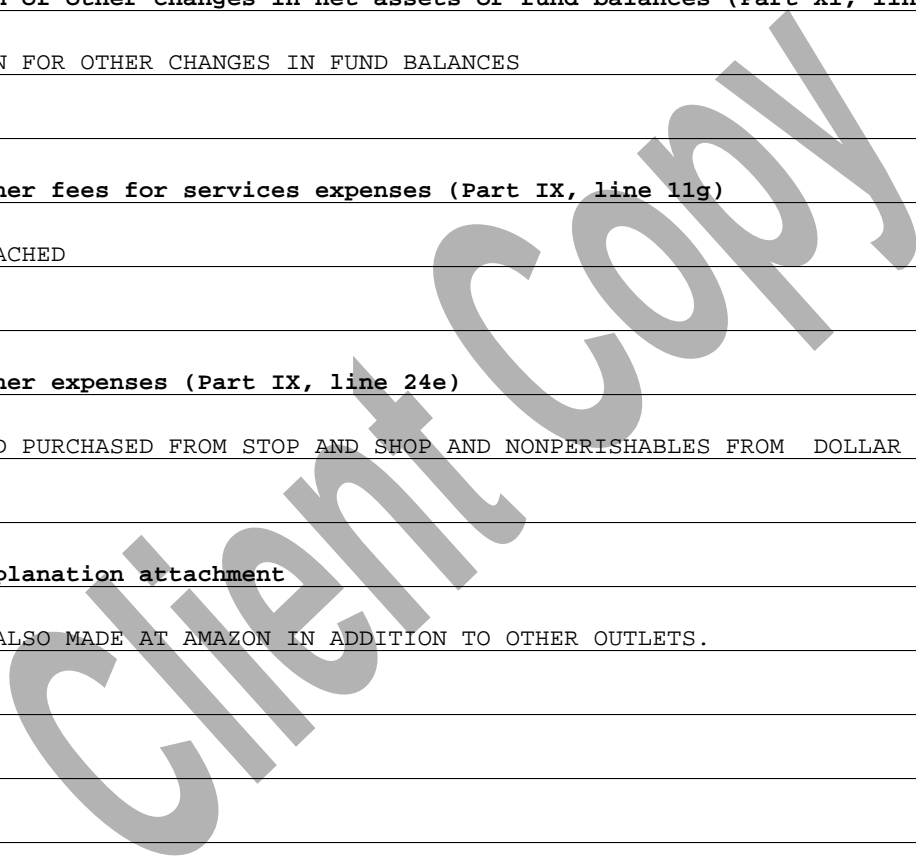 of other changes in net assets or fund balances (Part XI,
N FOR OTHER CHANGES IN FUND BALANCES
her fees for services expenses (Part IX, line 11g)
ACHED
her expenses (Part IX, line 24e)
D PURCHASED FROM STOP AND SHOP AND NONPERISHABLES FROM DOLLAR
planation attachment
ALSO MADE AT AMAZON IN ADDITION TO OTHER OUTLETS.
Client Copy